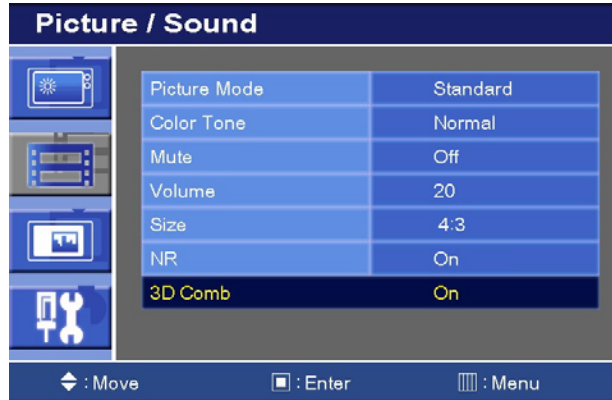 Picture / Sound
Picture Mode Standard
Color Tone Normal
Mute Off
Volume 20
Size 4:3
NR On
3D Comb On
: Move : Enter : Menu